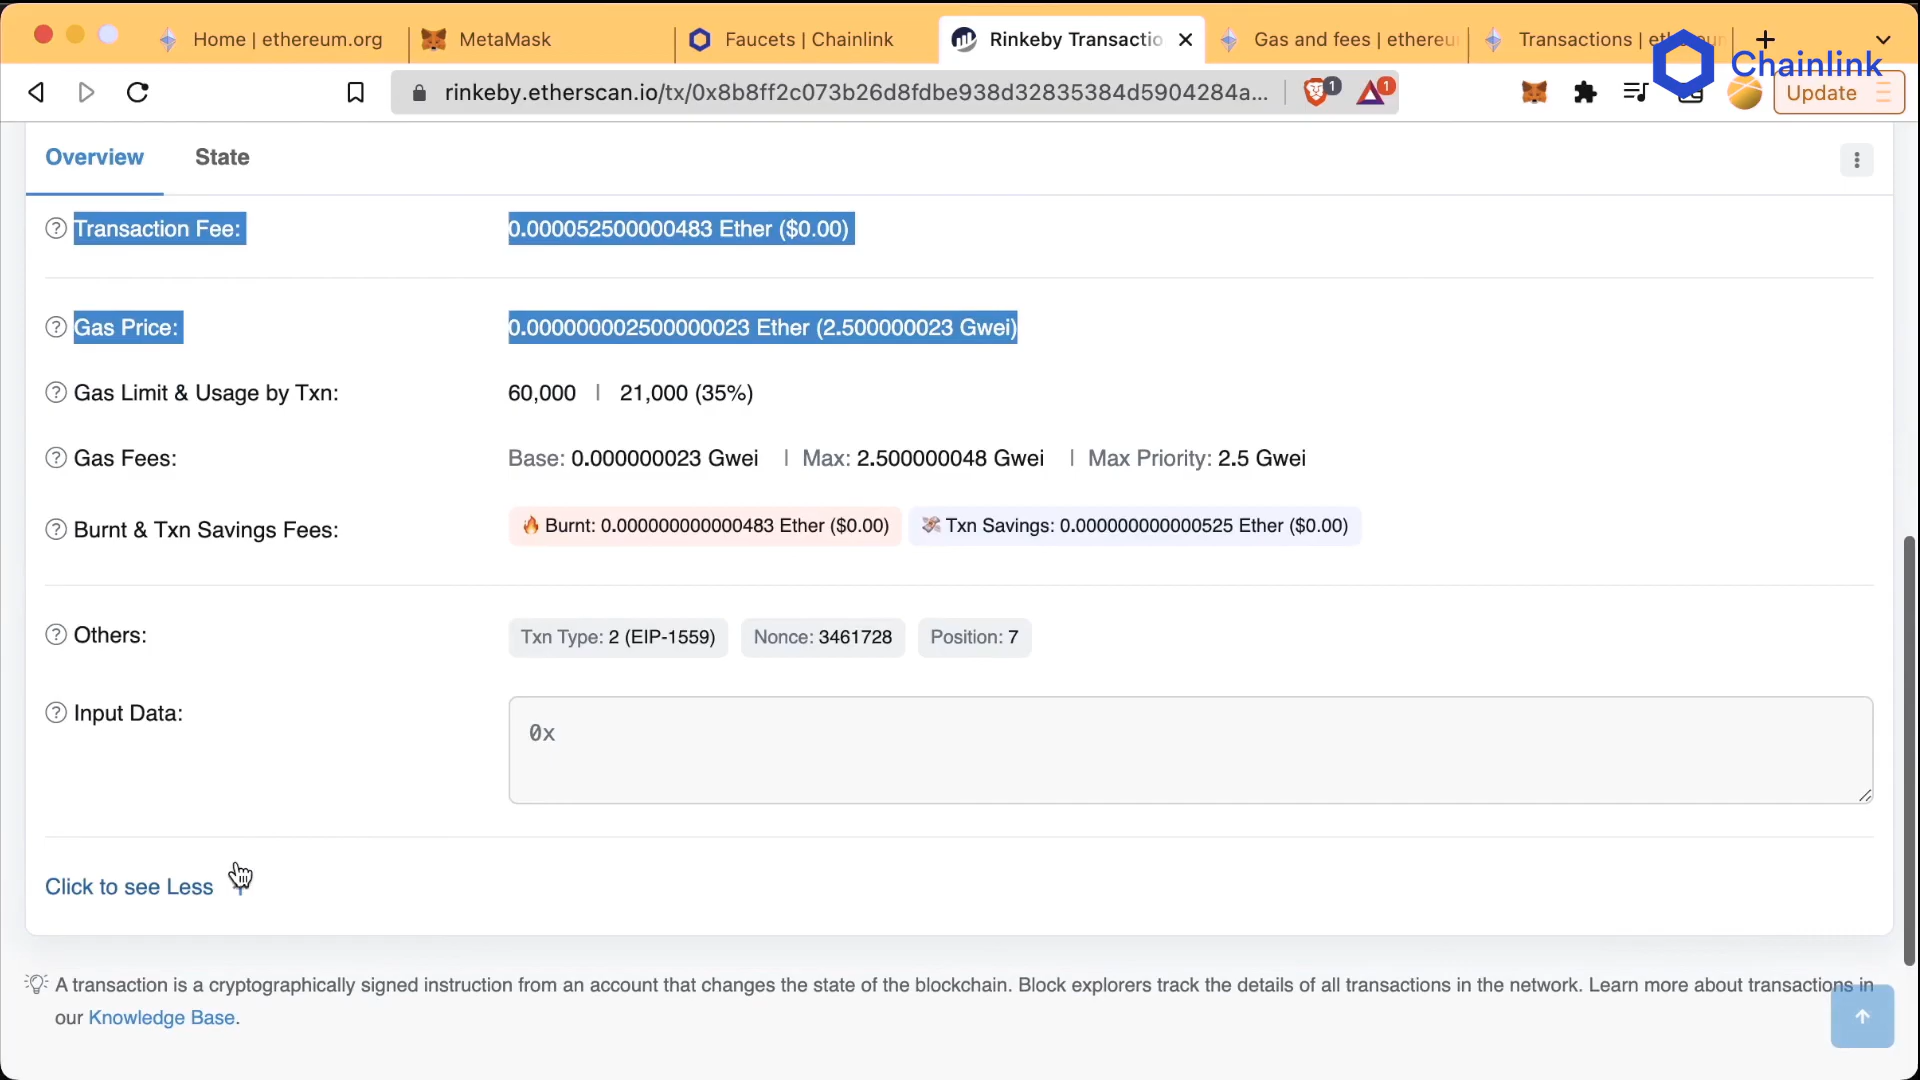 Home | ethereum.org
MetaMask
Faucets | Chainlink
Rinkeby Transactio
Gas and fees | ethereu
Transactions |
Chainlink
rinkeby.etherscan.io/tx/0x8b8ff2c073b26d8fdbe938d32835384d5904284a...
1
1
Update
Overview
State
Transaction Fee: 0.000052500000483 Ether ($0.00)
Gas Price: 0.000000002500000023 Ether (2.500000023 Gwei)
Gas Limit & Usage by Txn: 60,000 | 21,000 (35%)
Gas Fees: Base: 0.000000023 Gwei | Max: 2.500000048 Gwei | Max Priority: 2.5 Gwei
Burnt & Txn Savings Fees: 🔥 Burnt: 0.000000000000483 Ether ($0.00) 💸 Txn Savings: 0.000000000000525 Ether ($0.00)
Others: Txn Type: 2 (EIP-1559) Nonce: 3461728 Position: 7
Input Data: 0x
Click to see Less
A transaction is a cryptographically signed instruction from an account that changes the state of the blockchain. Block explorers track the details of all transactions in the network. Learn more about transactions in
our Knowledge Base.